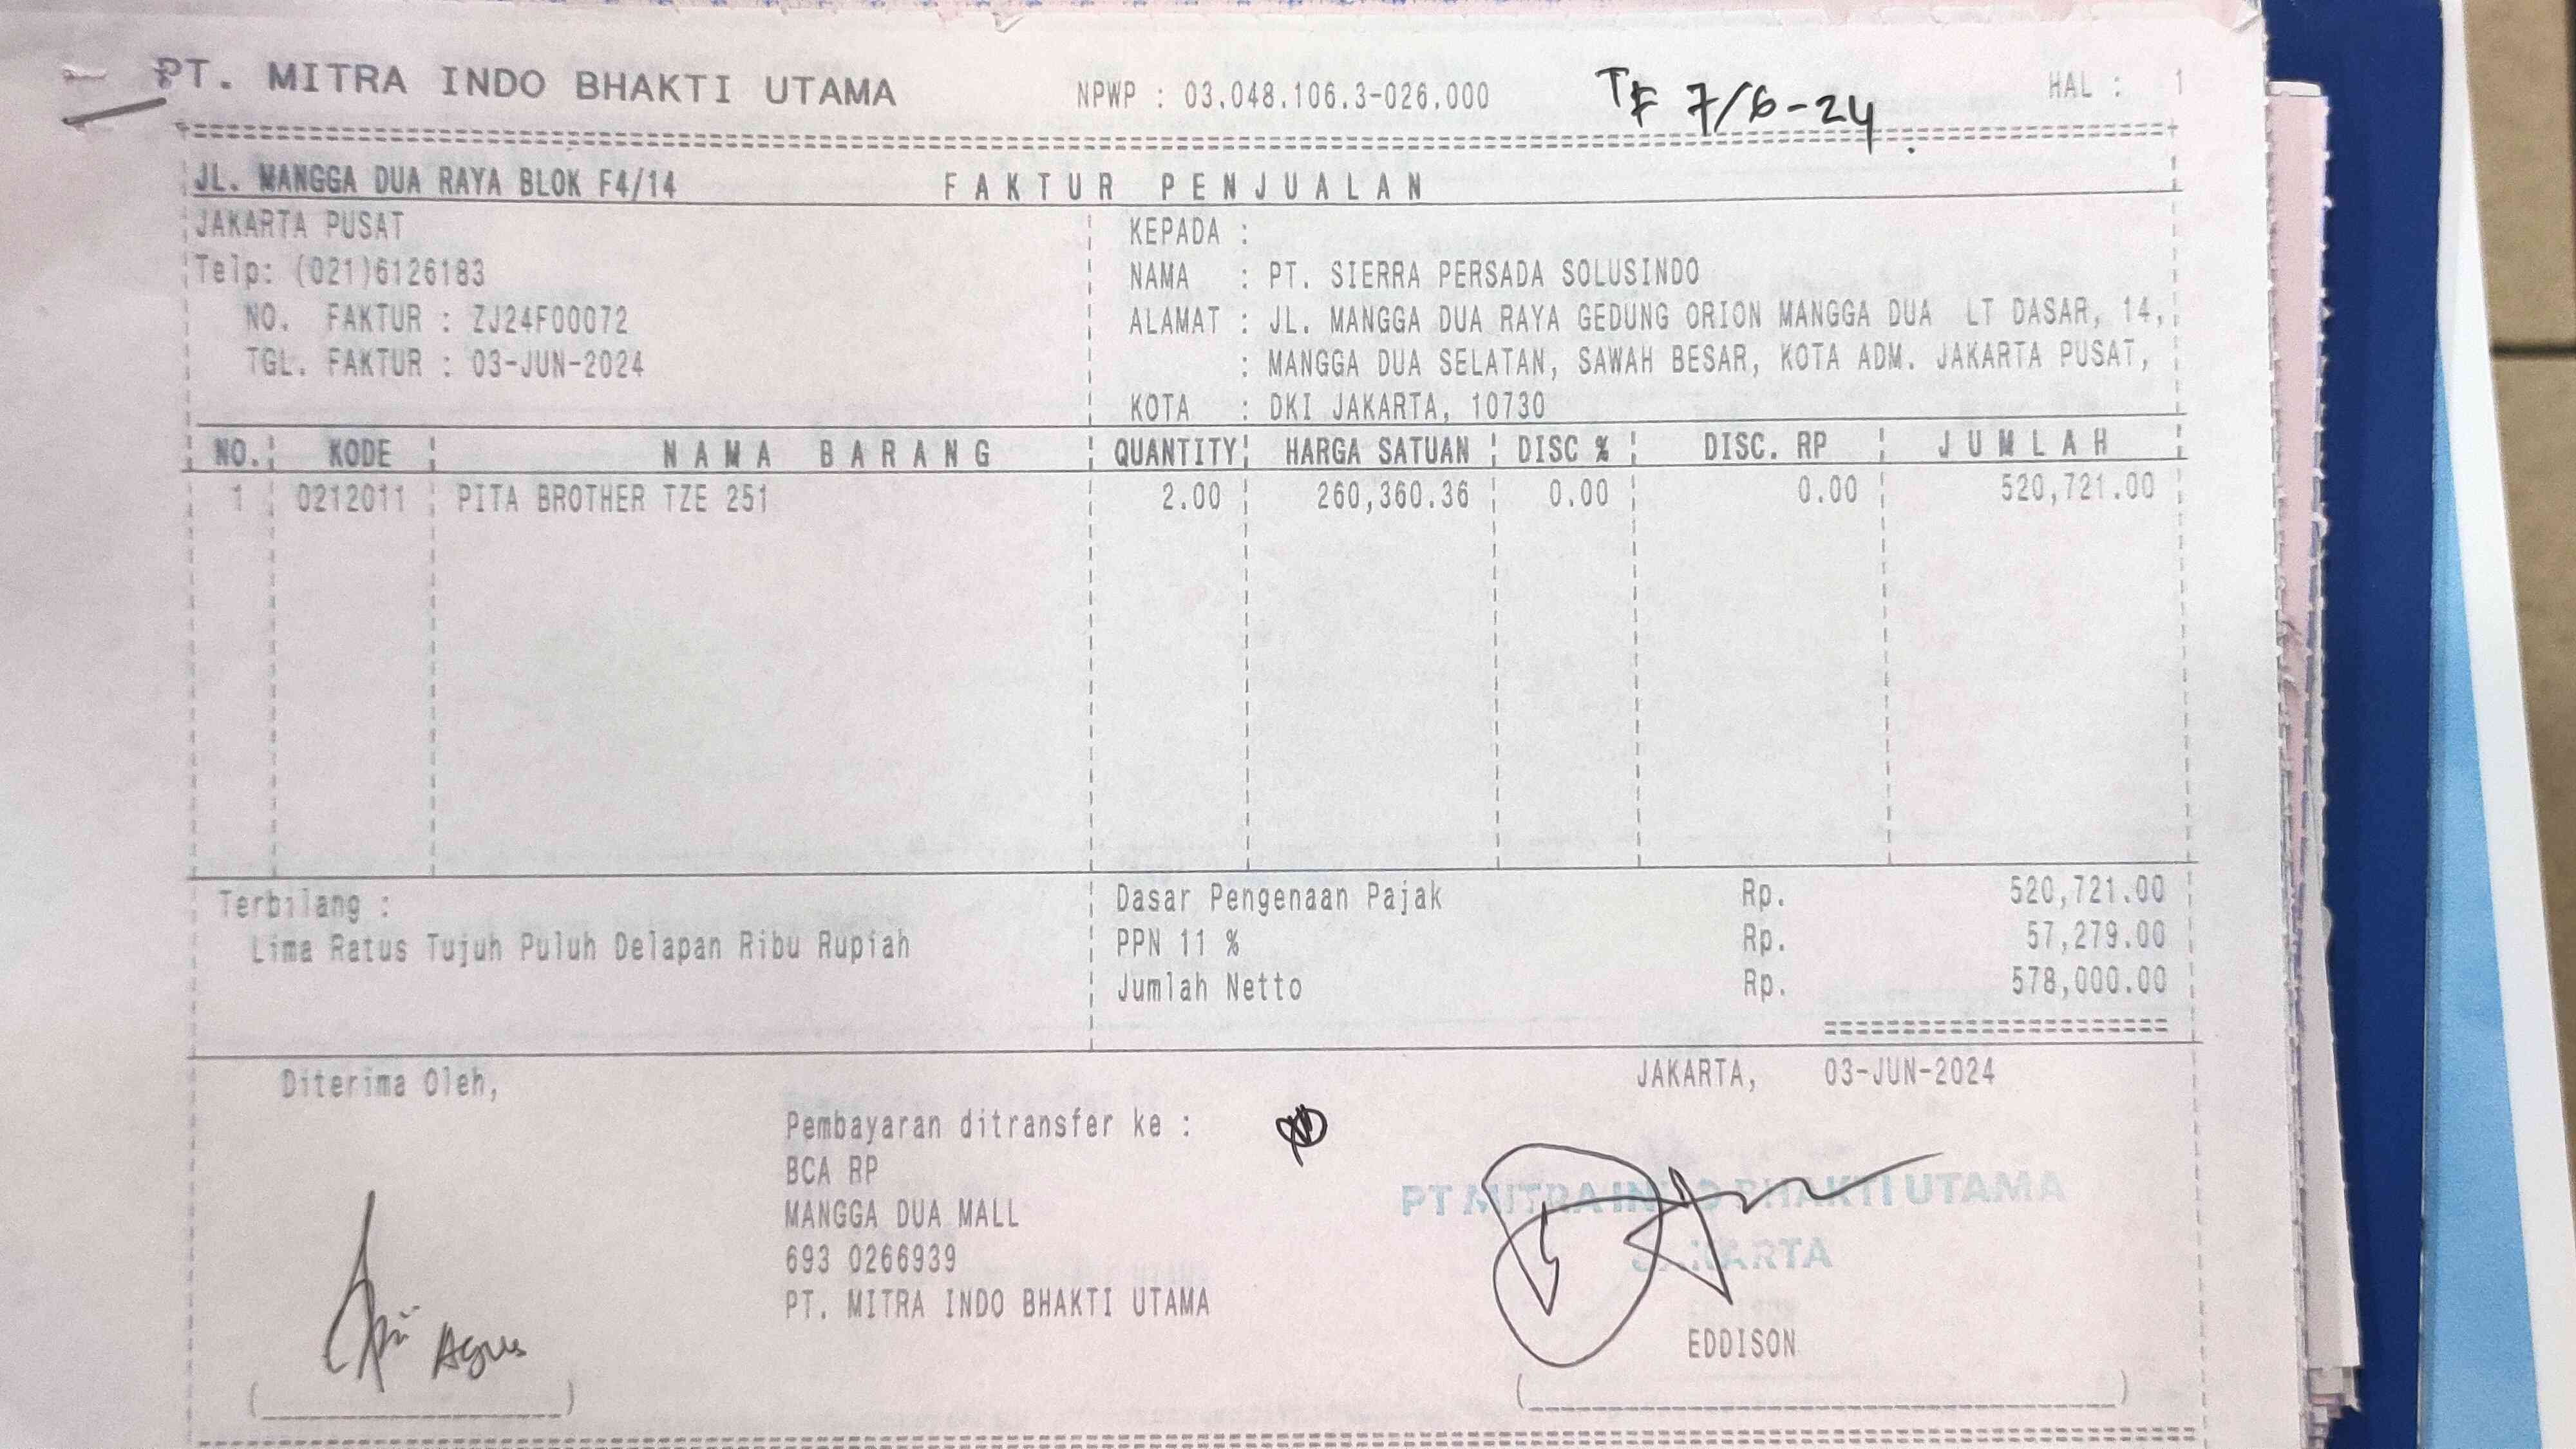 PT. MITRA INDO BHAKTI UTAMA NPWP : 03.048.106.3-026.000 TF 7/6-24 HAL : 1
JL. MANGGA DUA RAYA BLOK F4/14 FAKTUR PENJUALAN
JAKARTA PUSAT
Telp: (021)6126183
NO. FAKTUR : ZJ24F00072
TGL. FAKTUR : 03-JUN-2024
KEPADA :
NAMA : PT. SIERRA PERSADA SOLUSINDO
ALAMAT : JL. MANGGA DUA RAYA GEDUNG ORION MANGGA DUA LT DASAR, 14,
: MANGGA DUA SELATAN, SAWAH BESAR, KOTA ADM. JAKARTA PUSAT,
KOTA : DKI JAKARTA, 10730
NO. KODE NAMA BARANG QUANTITY HARGA SATUAN DISC % DISC. RP JUMLAH
1 0212011 PITA BROTHER TZE 251 2.00 260,360.36 0.00 0.00 520,721.00
Terbilang :
Lima Ratus Tujuh Puluh Delapan Ribu Rupiah
Dasar Pengenaan Pajak Rp. 520,721.00
PPN 11 % Rp. 57,279.00
Jumlah Netto Rp. 578,000.00
Diterima Oleh,
Agus
Pembayaran ditransfer ke :
BCA RP
MANGGA DUA MALL
693 0266939
PT. MITRA INDO BHAKTI UTAMA
JAKARTA, 03-JUN-2024
PT MITRA INDO BHAKTI UTAMA
JAKARTA
EDDISON